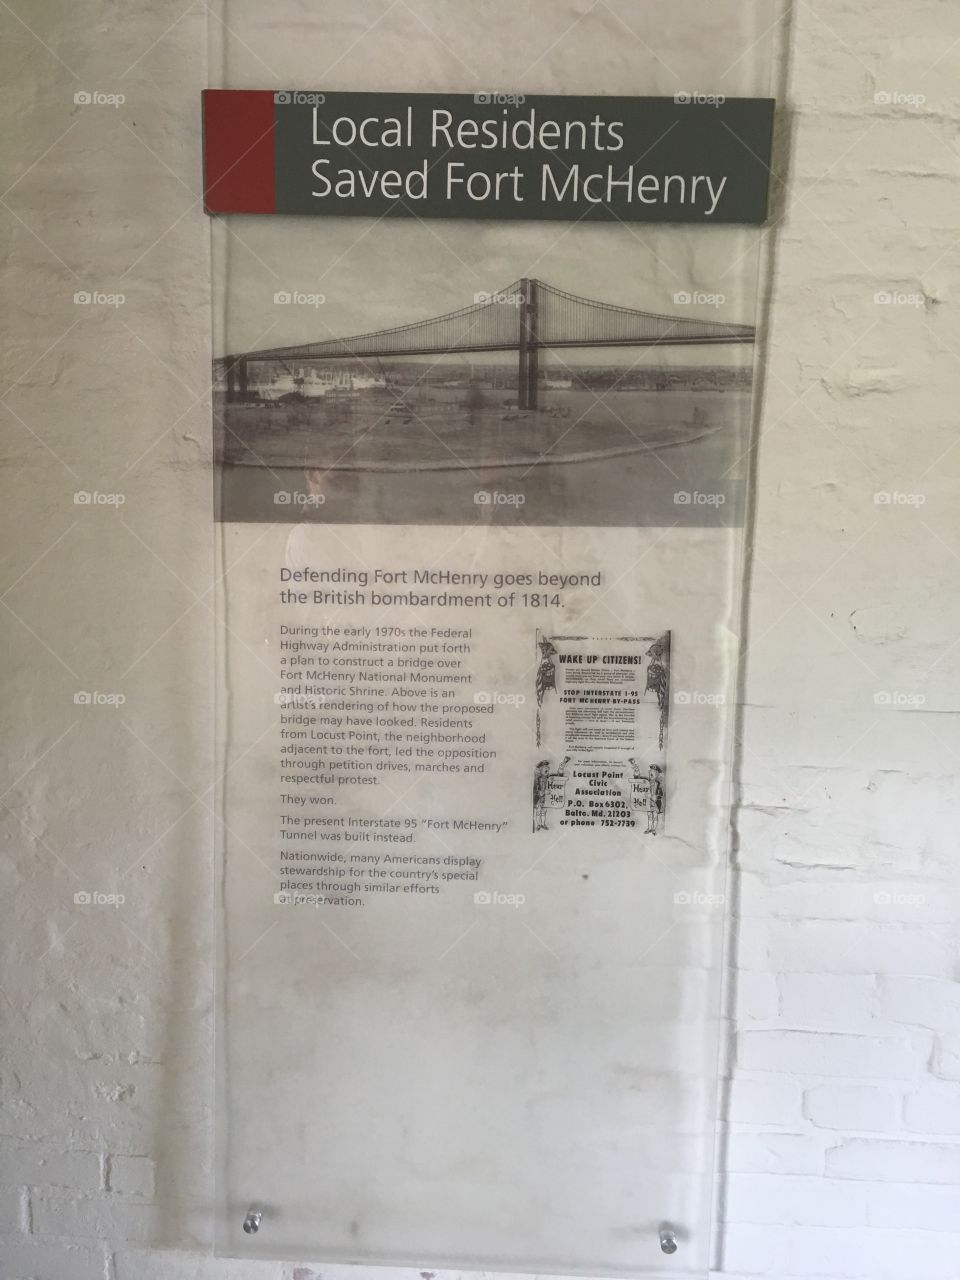 Local Residents
Saved Fort McHenry
Defending Fort McHenry goes beyond
the British bombardment of 1814.
During the early 1970s the Federal
Highway Administration put forth
a plan to construct a bridge over
Fort McHenry National Monument
and Historic Shrine. Above is an
artist's rendering of how the proposed
bridge may have looked. Residents
from Locust Point, the neighborhood
adjacent to the fort, led the opposition
through petition drives, marches and
respectful protest.
They won.
The present Interstate 95 “Fort McHenry”
Tunnel was built instead.
Nationwide, many Americans display
stewardship for the country's special
places through similar efforts
at preservation.
WAKE UP CITIZENS!
STOP INTERSTATE I-95
FORT McHENRY BY-PASS
Locust Point
Civic
Association
P.O. Box 6302,
Balto. Md. 21203
or phone 752-7739
foap